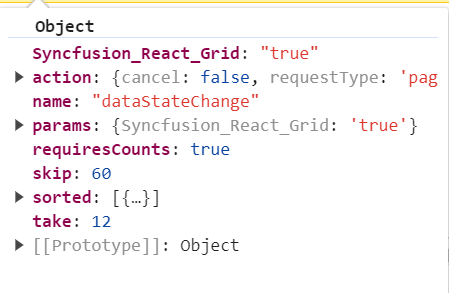 Object
Syncfusion_React_Grid: "true"
action: {cancel: false, requestType: 'pag
name: "dataStateChange"
params: {Syncfusion_React_Grid: 'true'}
requiresCounts: true
skip: 60
sorted: [{…}]
take: 12
[[Prototype]]: Object